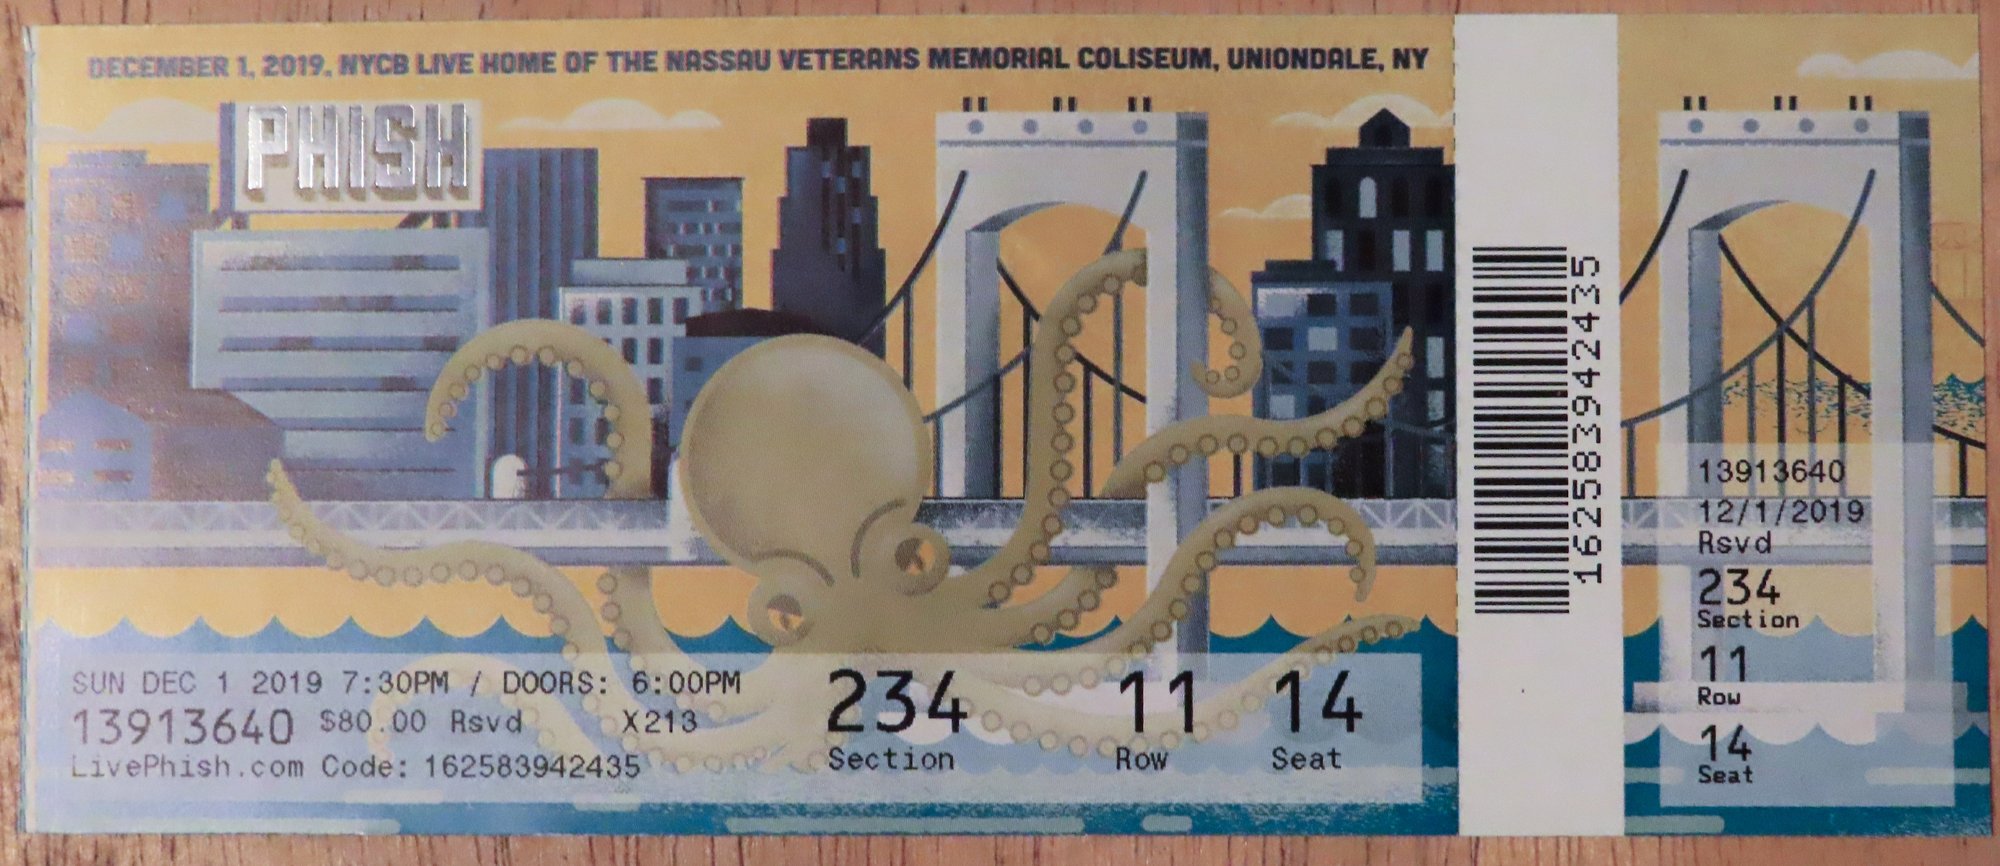 DECEMBER 1, 2019, NYCB LIVE HOME OF THE NASSAU VETERANS MEMORIAL COLISEUM, UNIONDALE, NY
PHISH
SUN DEC 1 2019 7:30PM / DOORS: 6:00PM
13913640 $80.00 Rsvd X213
LivePhish.com Code: 162583942435
234
Section
11
Row
14
Seat
162583942435
13913640
12/1/2019
Rsvd
234
Section
11
Row
14
Seat